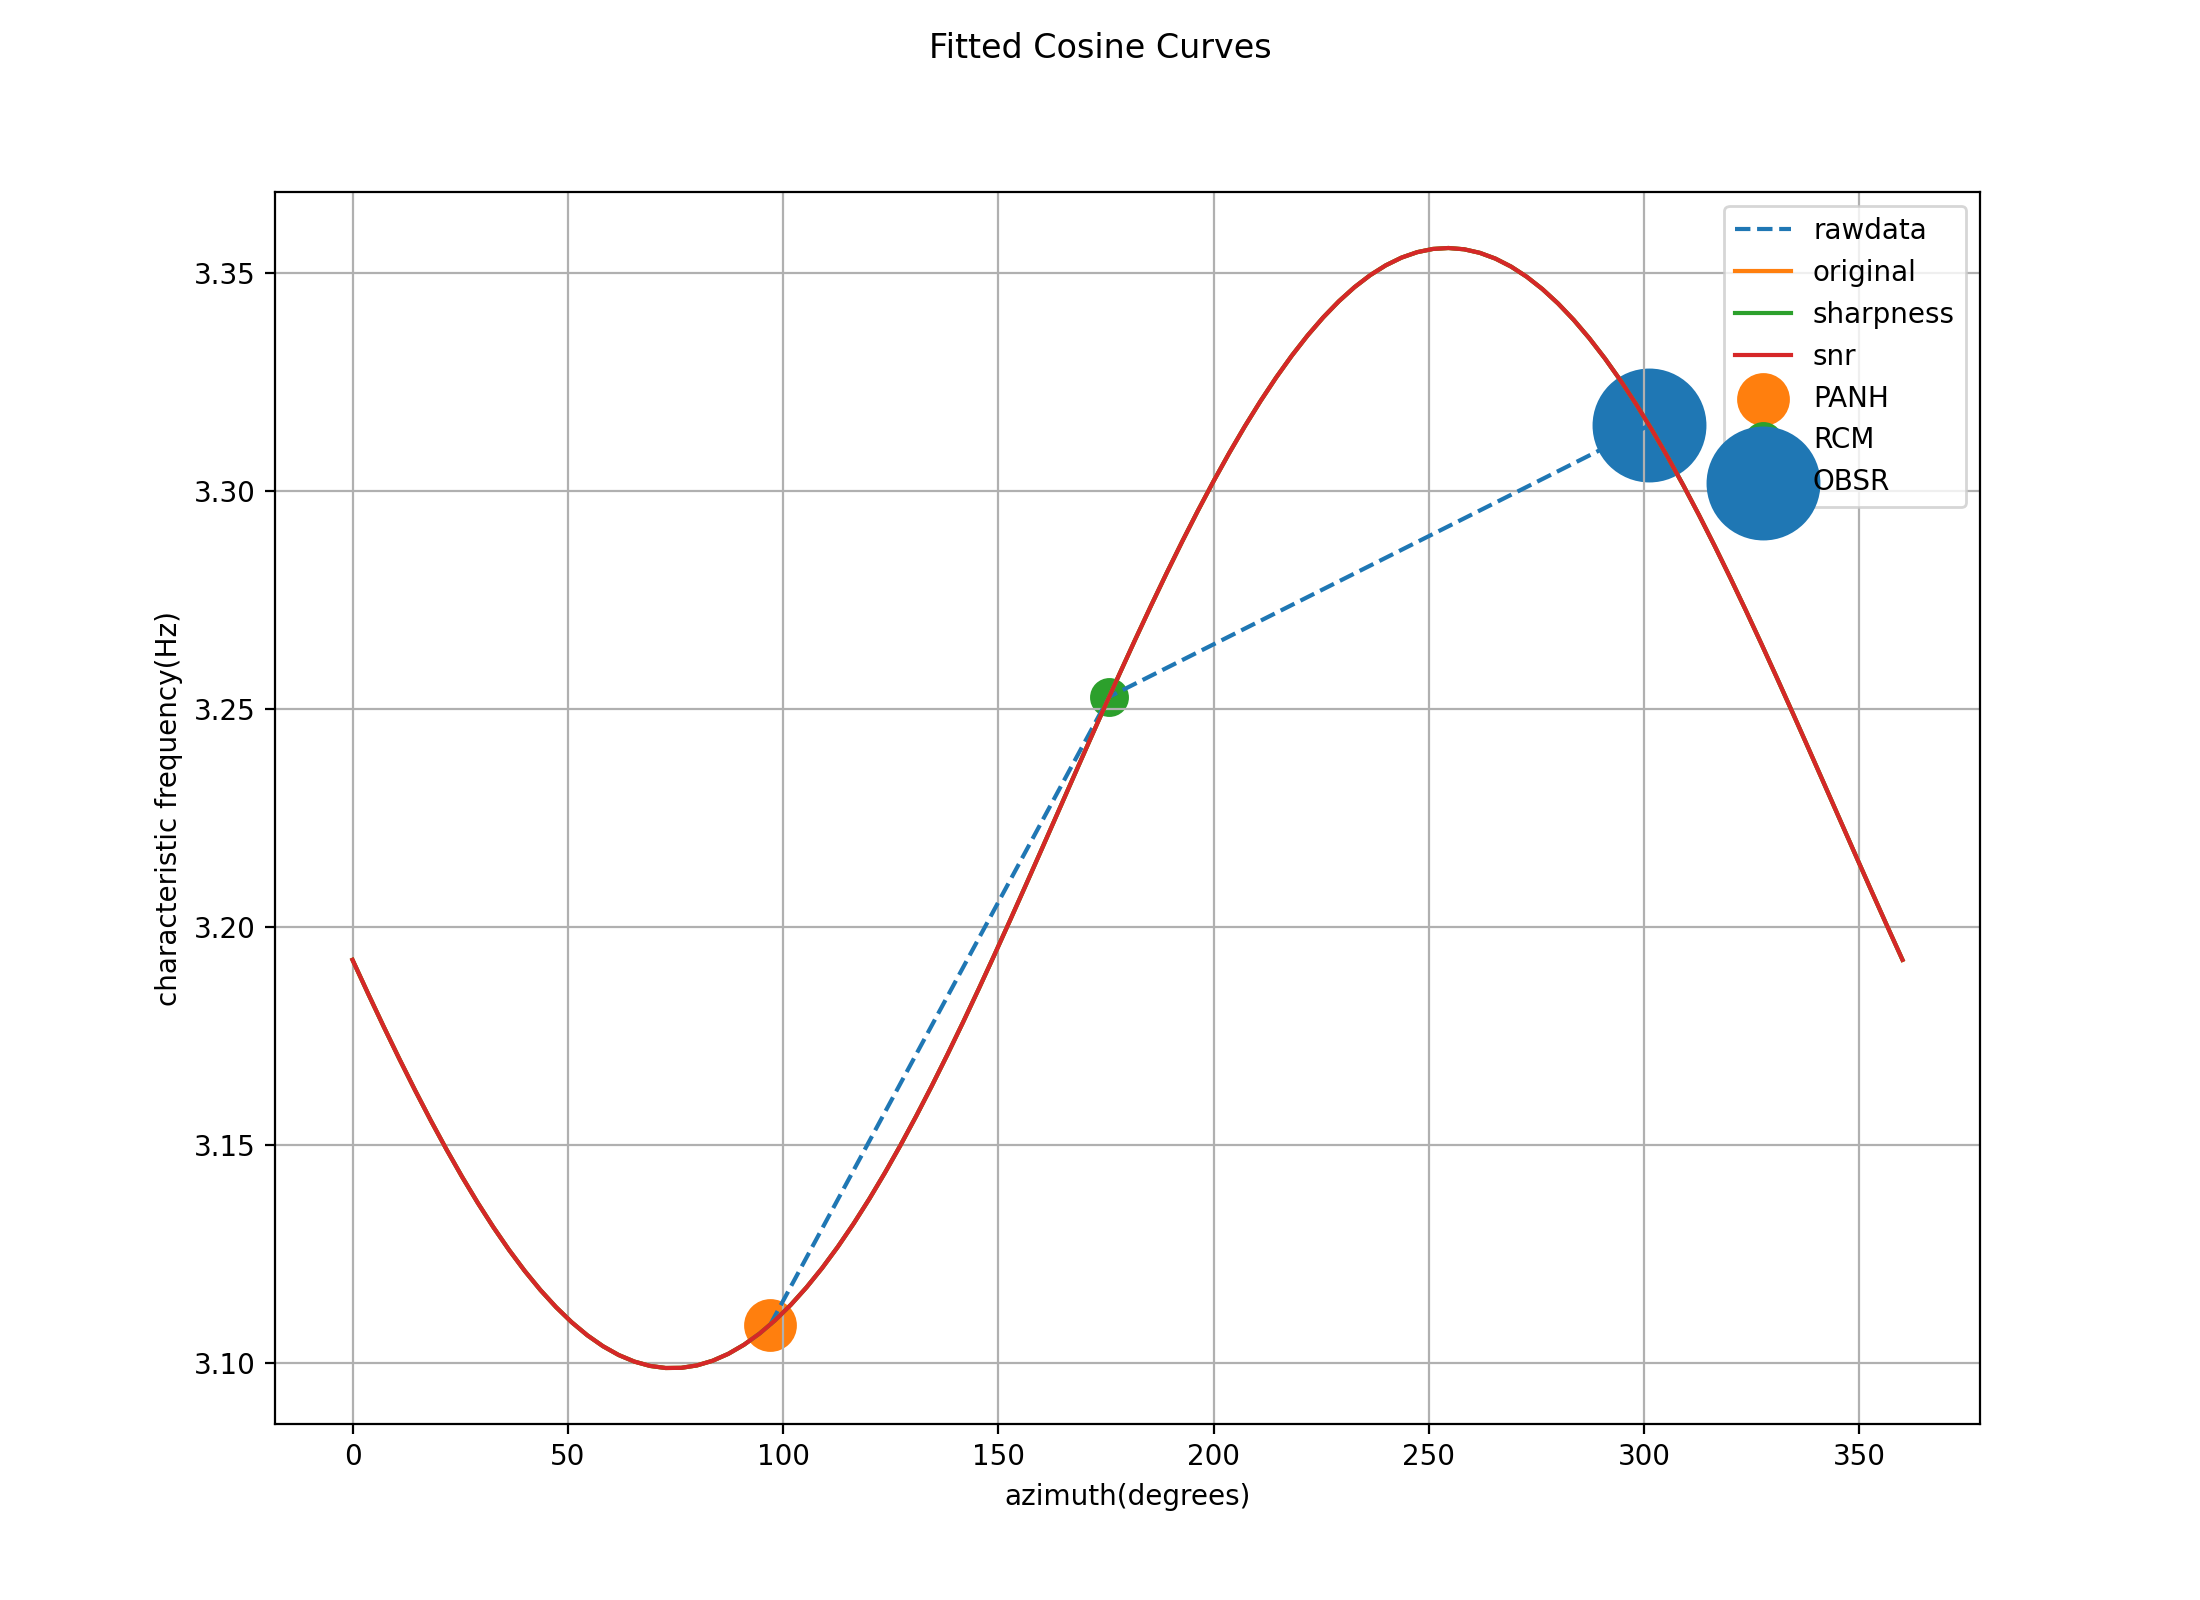 Fitted Cosine Curves
rawdata
original
sharpness
snr
PANH
RCM
OBSR
3.35
3.30
3.25
3.20
3.15
3.10
characteristic frequency(Hz)
0 50 100 150 200 250 300 350
azimuth(degrees)